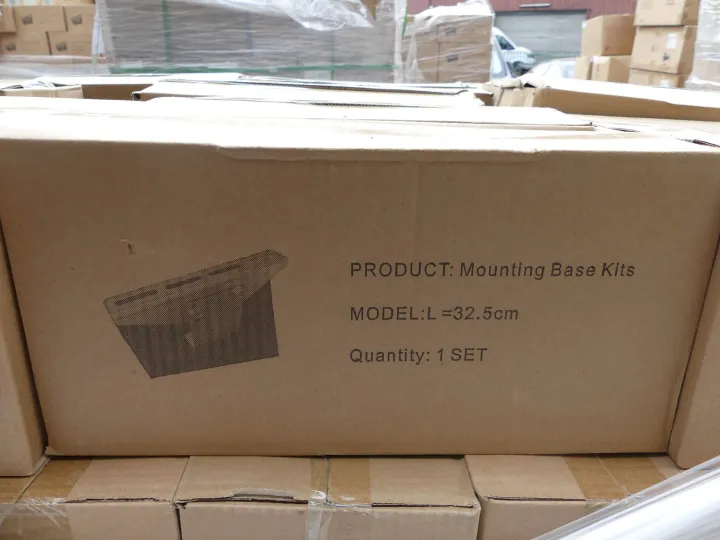 PRODUCT: Mounting Base Kits
MODEL:L =32.5cm
Quantity: 1 SET